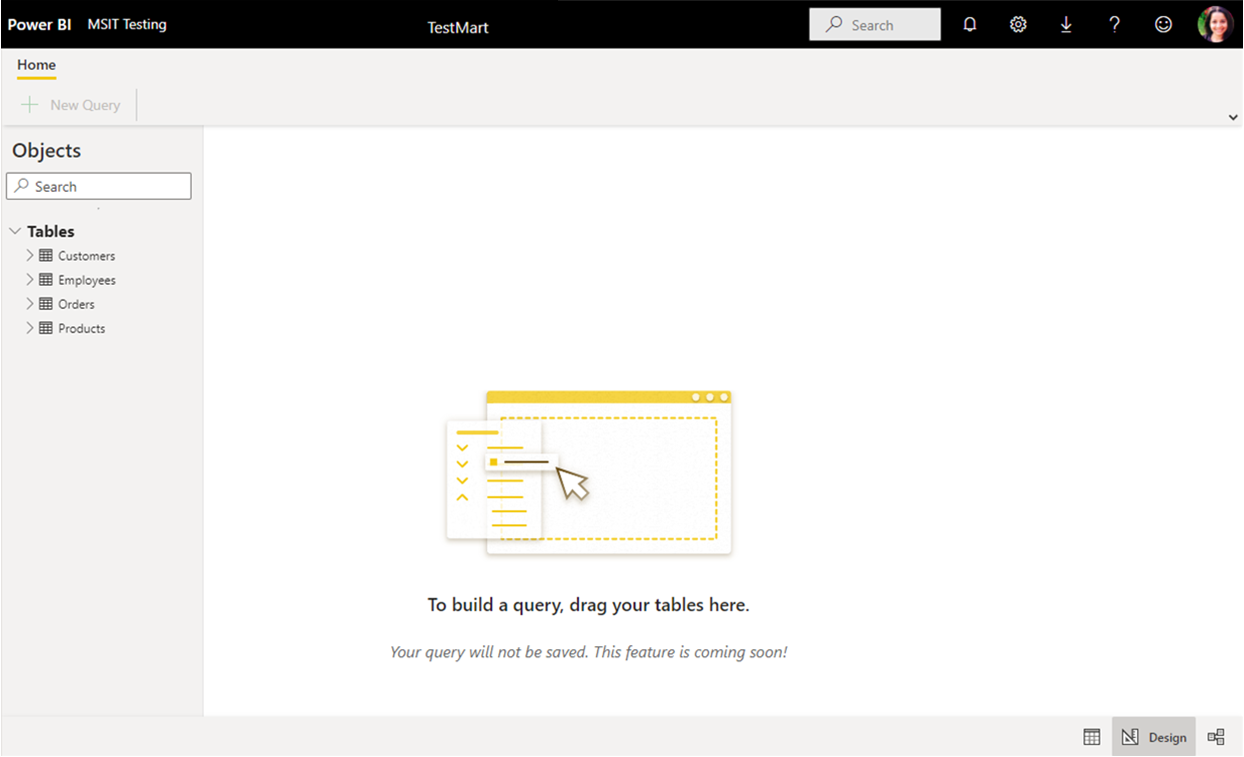 Power BI MSIT Testing TestMart Search
Home
New Query
Objects
Search
Tables
Customers
Employees
Orders
Products
To build a query, drag your tables here.
Your query will not be saved. This feature is coming soon!
Design